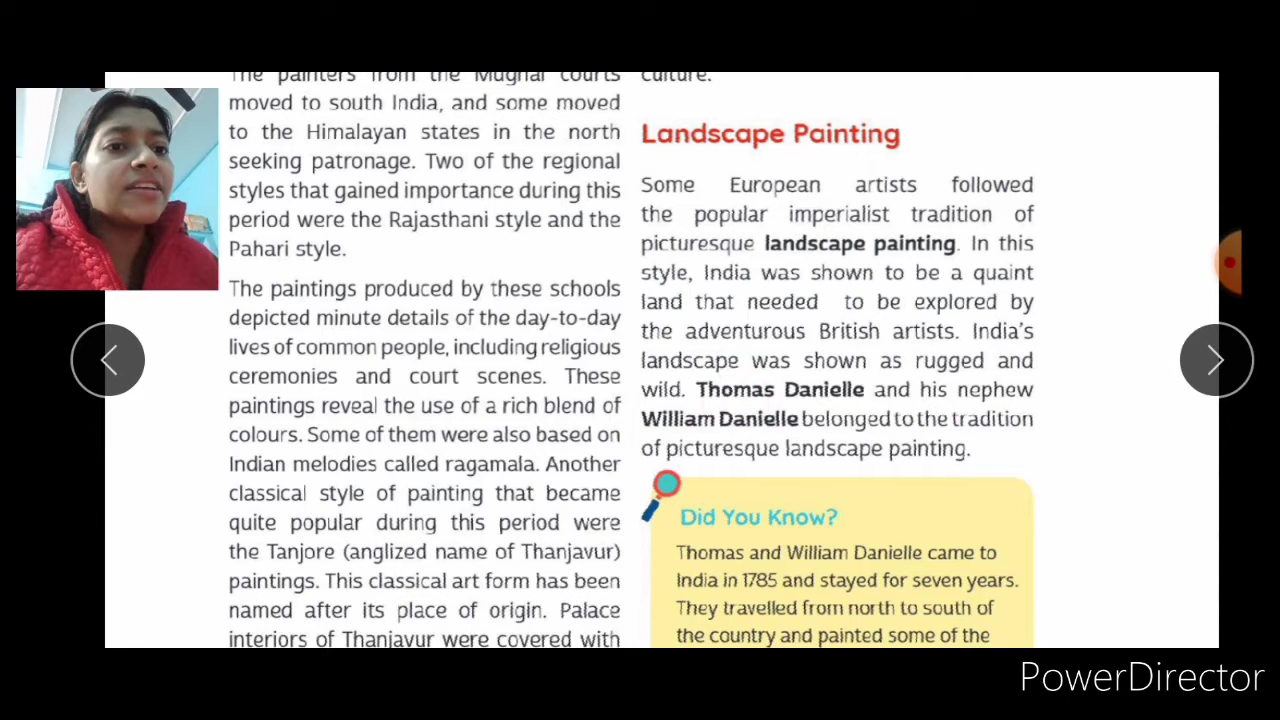 The painters from the Mughal courts
moved to south India, and some moved
to the Himalayan states in the north
seeking patronage. Two of the regional
styles that gained importance during this
period were the Rajasthani style and the
Pahari style.
The paintings produced by these schools
depicted minute details of the day-to-day
lives of common people, including religious
ceremonies and court scenes. These
paintings reveal the use of a rich blend of
colours. Some of them were also based on
Indian melodies called ragamala. Another
classical style of painting that became
quite popular during this period were
the Tanjore (anglized name of Thanjavur)
paintings. This classical art form has been
named after its place of origin. Palace
interiors of Thanjavur were covered with
culture.
Landscape Painting
Some European artists followed
the popular imperialist tradition of
picturesque landscape painting. In this
style, India was shown to be a quaint
land that needed to be explored by
the adventurous British artists. India's
landscape was shown as rugged and
wild. Thomas Danielle and his nephew
William Danielle belonged to the tradition
of picturesque landscape painting.
Did You Know?
Thomas and William Danielle came to
India in 1785 and stayed for seven years.
They travelled from north to south of
the country and painted some of the
PowerDirector